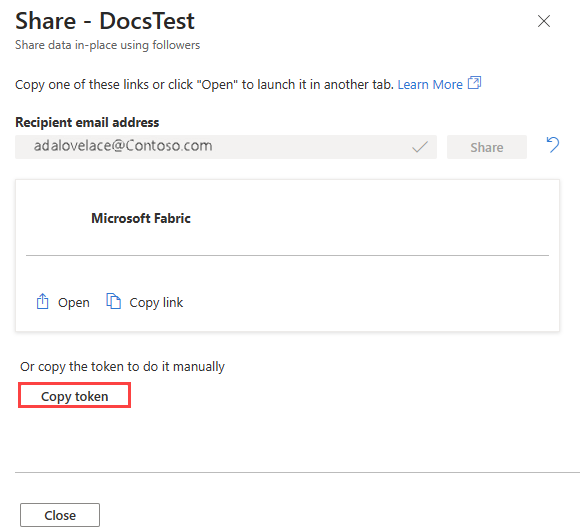 Share - DocsTest
Share data in-place using followers
Copy one of these links or click "Open" to launch it in another tab. Learn More
Recipient email address
adalovelace@Contoso.com
Share
Microsoft Fabric
Open
Copy link
Or copy the token to do it manually
Copy token
Close